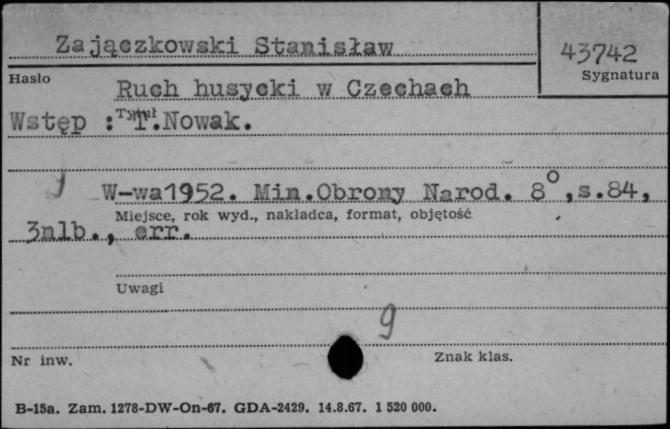 Zajączkowski Stanisław
43742
Hasło
Sygnatura
Ruch husycki w Czechach
Tytuł
Wstęp : T.Nowak.
W-wa1952. Min.Obrony Narod. 8°,s.84,
Miejsce, rok wyd., nakładca, format, objętość
3nlb., err.
Uwagi
9
Nr inw.
Znak klas.
B-15a. Zam. 1278-DW-On-67. GDA-2429. 14.8.67. 1 520 000.